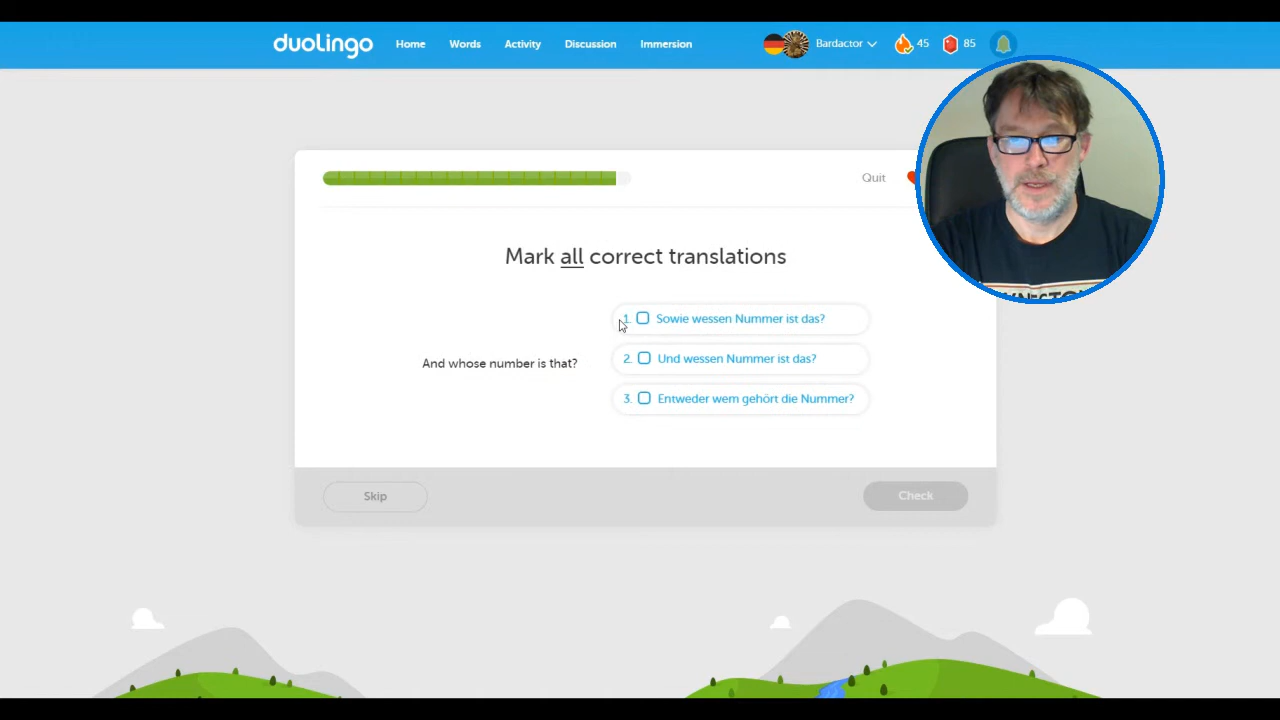 duolingo Home Words Activity Discussion Immersion Bardactor 45 85
Quit
Mark all correct translations
And whose number is that?
1. Sowie wessen Nummer ist das?
2. Und wessen Nummer ist das?
3. Entweder wem gehört die Nummer?
Skip Check